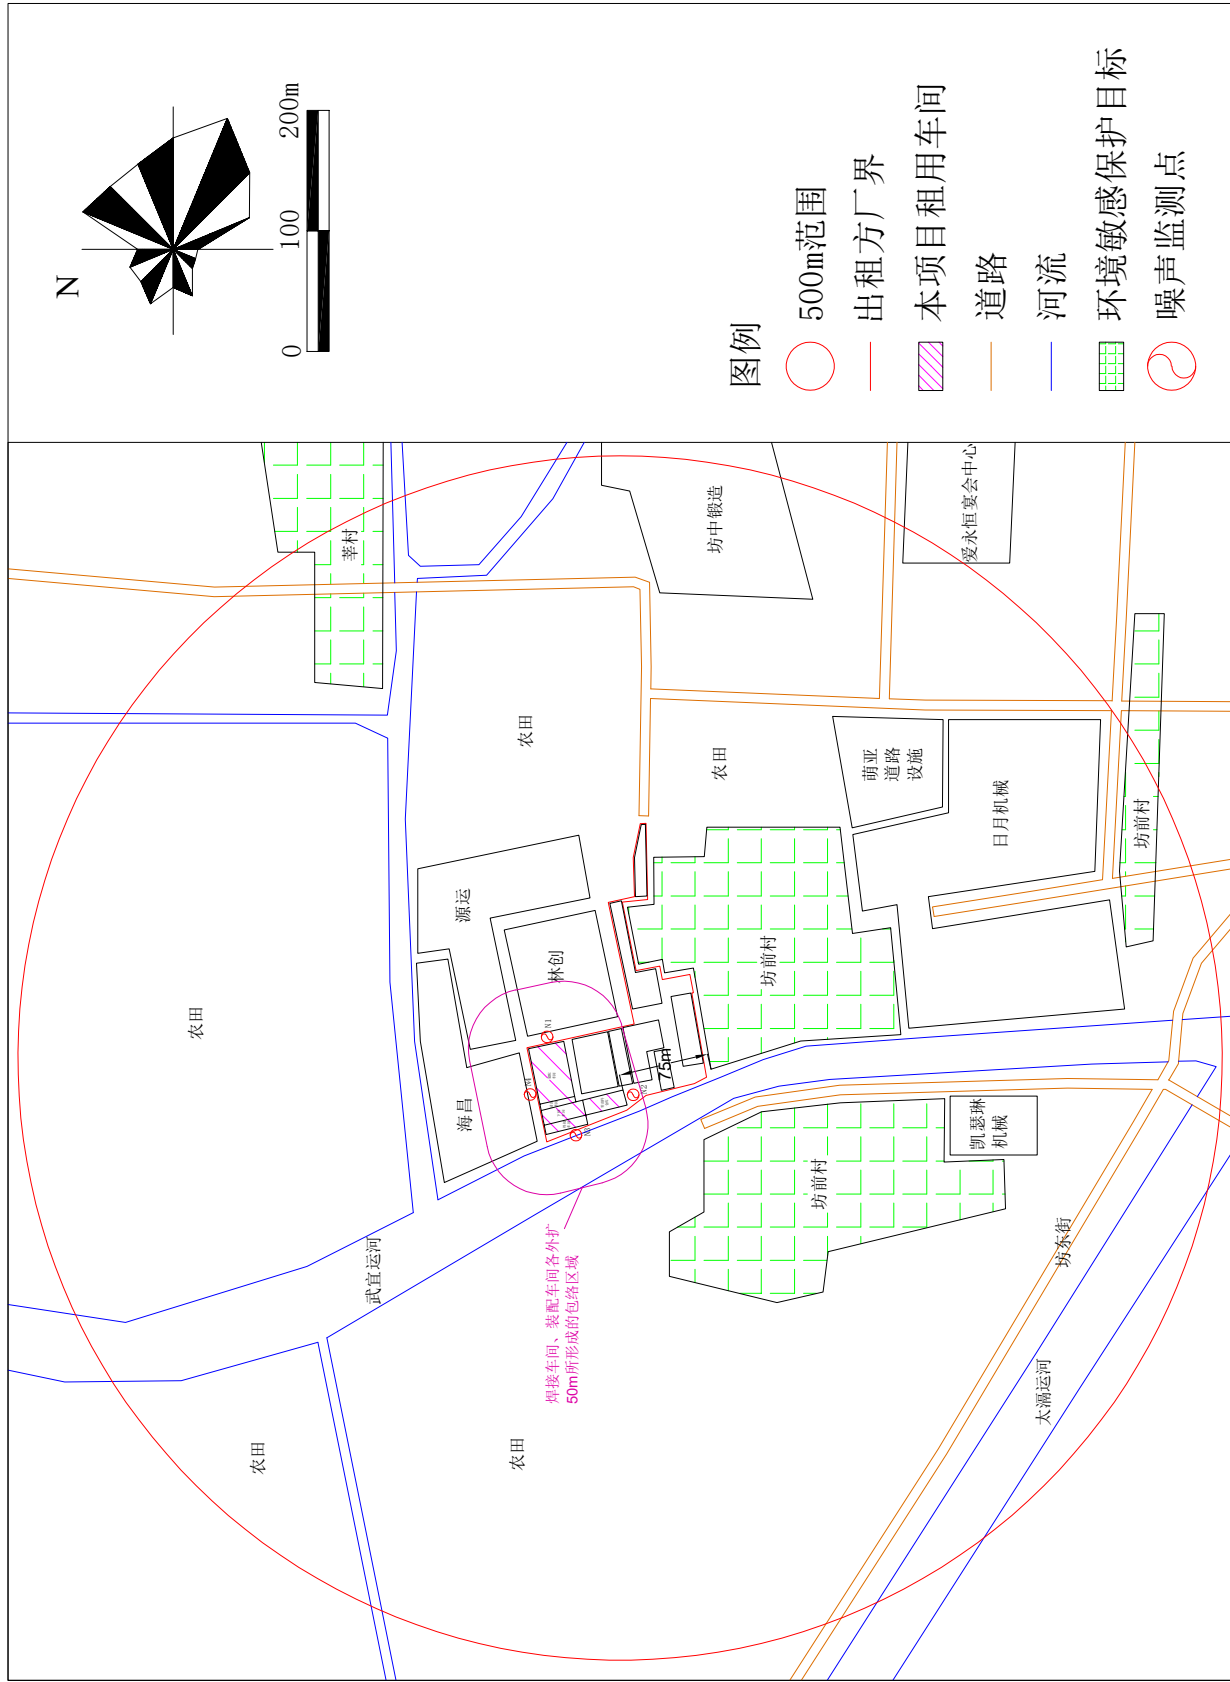 N
0
100
200m
图例
500m范围
出租方厂界
本项目租用车间
道路
河流
环境敏感保护目标
噪声监测点
莘村
农田
农田
农田
农田
农田
源运
林创
海昌
武宜运河
焊接车间、装配车间各外扩
50m所形成的包络区域
N1
N2
N3
N4
75m
坊中锻造
爱永恒宴会中心
萌亚
道路
设施
日月机械
坊前村
坊前村
坊前村
凯瑟琳
机械
坊东街
太滆运河